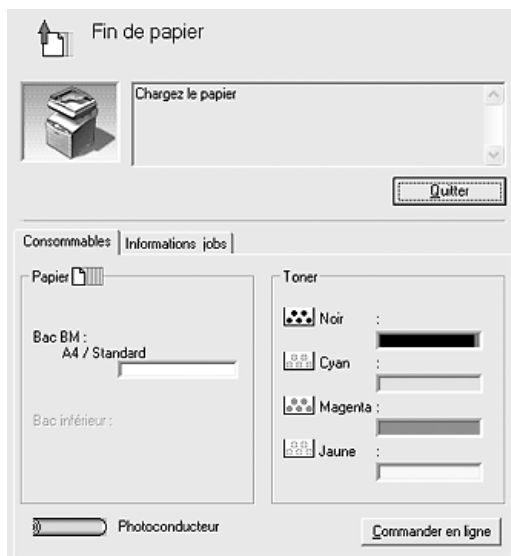 Fin de papier
Chargez le papier
Quitter
Consommables
Informations jobs
Papier
Bac BM :
A4 / Standard
Bac inférieur :
Toner
Noir :
Cyan :
Magenta :
Jaune :
Photoconducteur
Commander en ligne